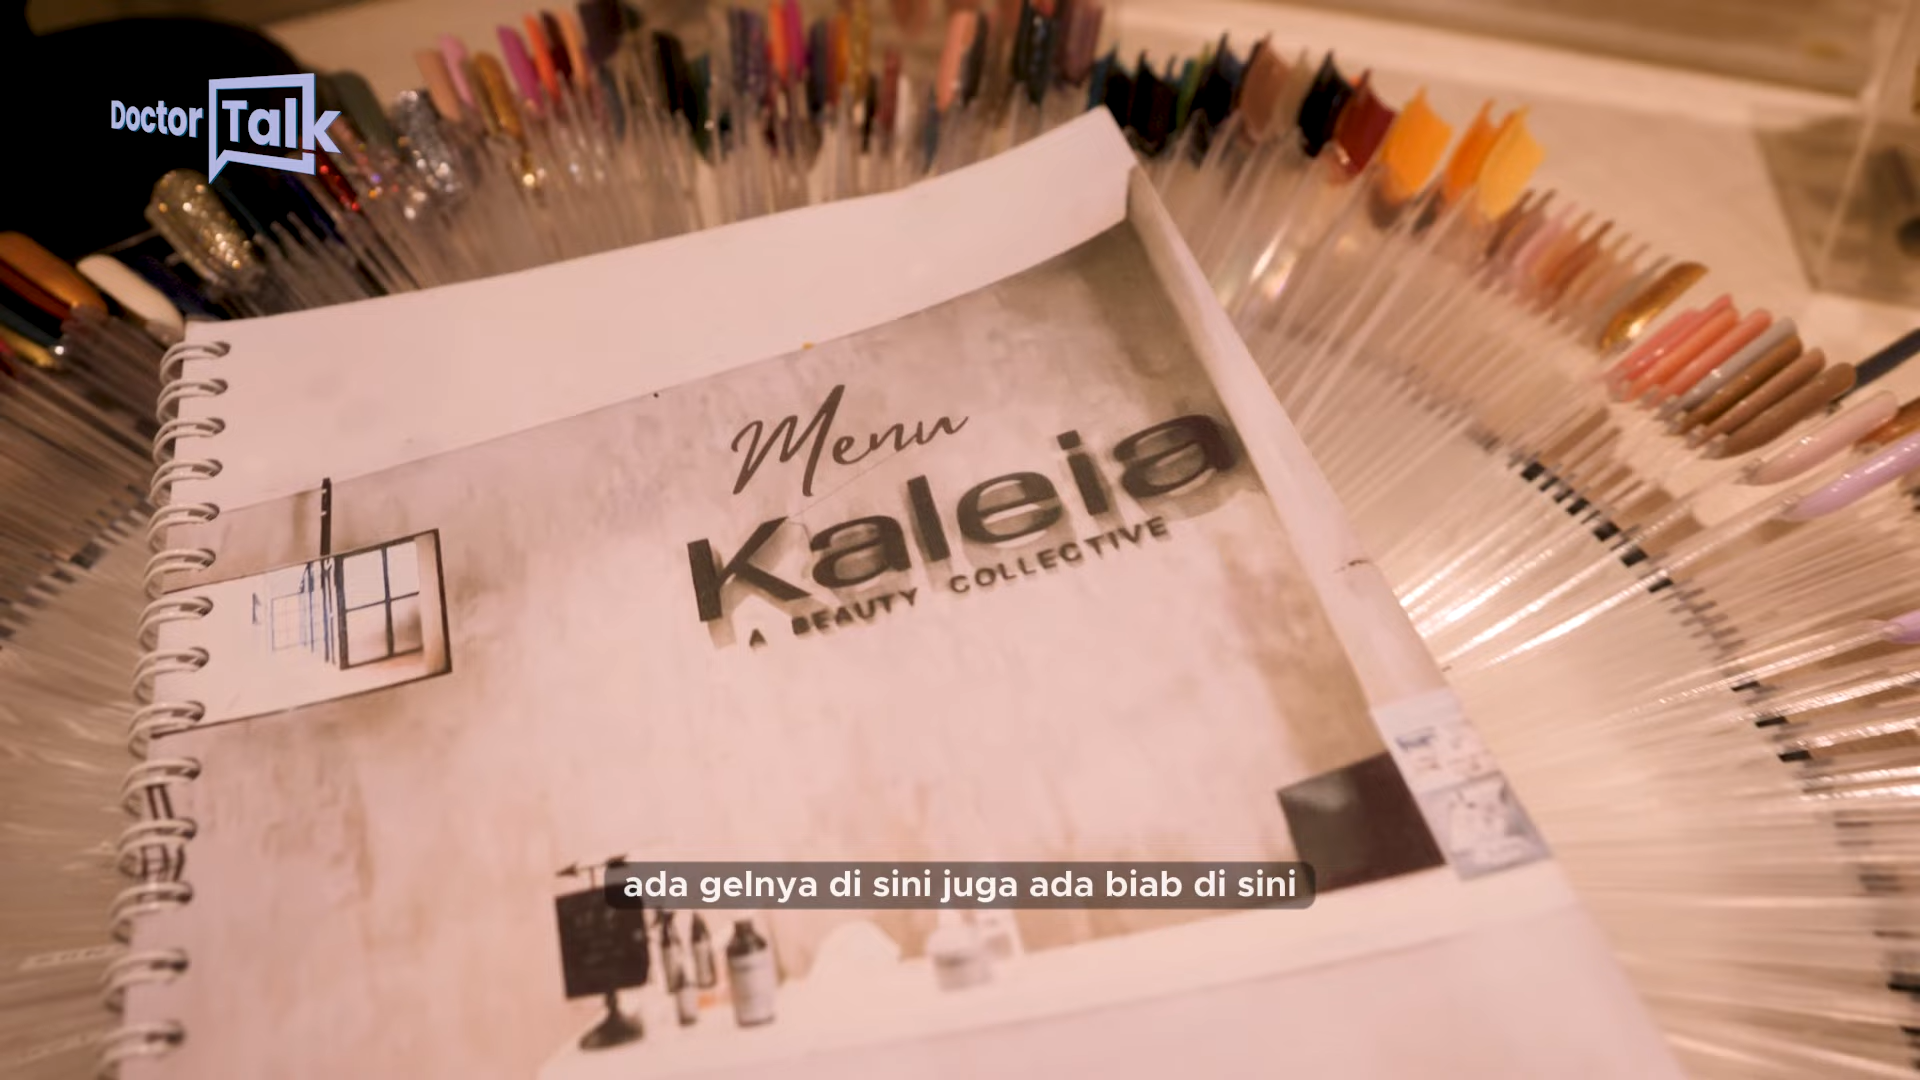 Doctor Talk
Menu
Kaleia
A BEAUTY COLLECTIVE
ada gelnya di sini juga ada biab di sini